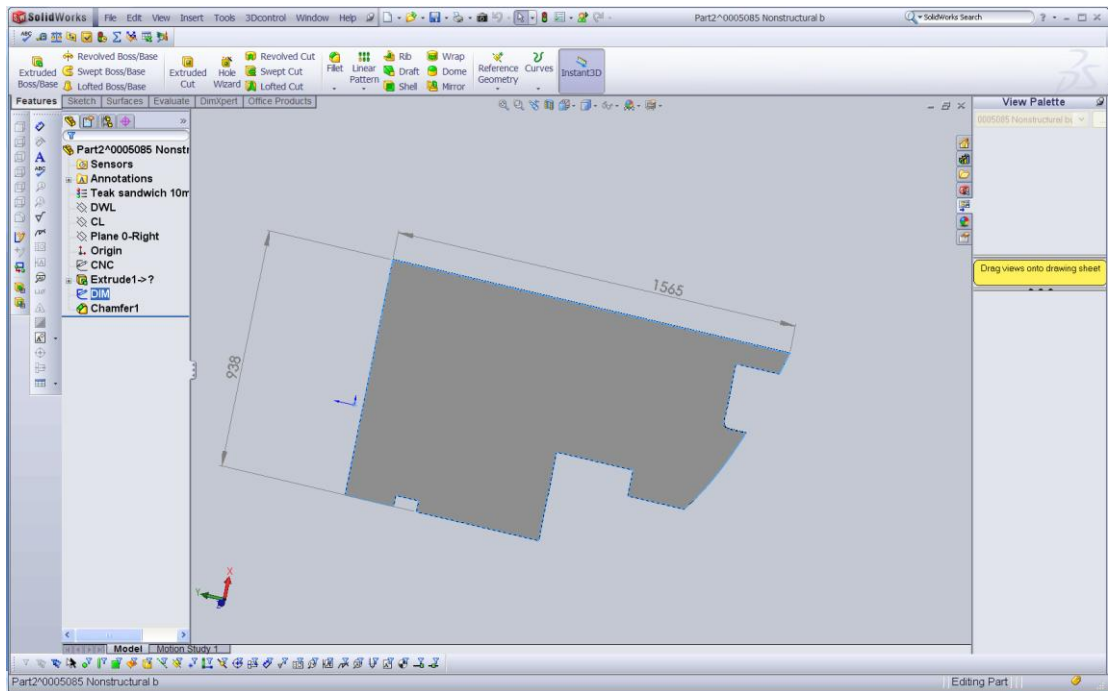 SolidWorks File Edit View Insert Tools 3Dcontrol Window Help Part2^0005085 Nonstructural b SolidWorks Search
Extruded Boss/Base
Revolved Boss/Base
Swept Boss/Base
Lofted Boss/Base
Extruded Cut
Hole Wizard
Revolved Cut
Swept Cut
Lofted Cut
Fillet
Linear Pattern
Rib
Draft
Shell
Wrap
Dome
Mirror
Reference Geometry
Curves
Instant3D
Features Sketch Surfaces Evaluate DimXpert Office Products
View Palette
0005085 Nonstructural bu
Part2^0005085 Nonstr
Sensors
Annotations
Teak sandwich 10m
DWL
CL
Plane 0-Right
Origin
CNC
Extrude1->?
DIM
Chamfer1
1565
938
Drag views onto drawing sheet
X
Y
Model Motion Study 1
Part2^0005085 Nonstructural b Editing Part